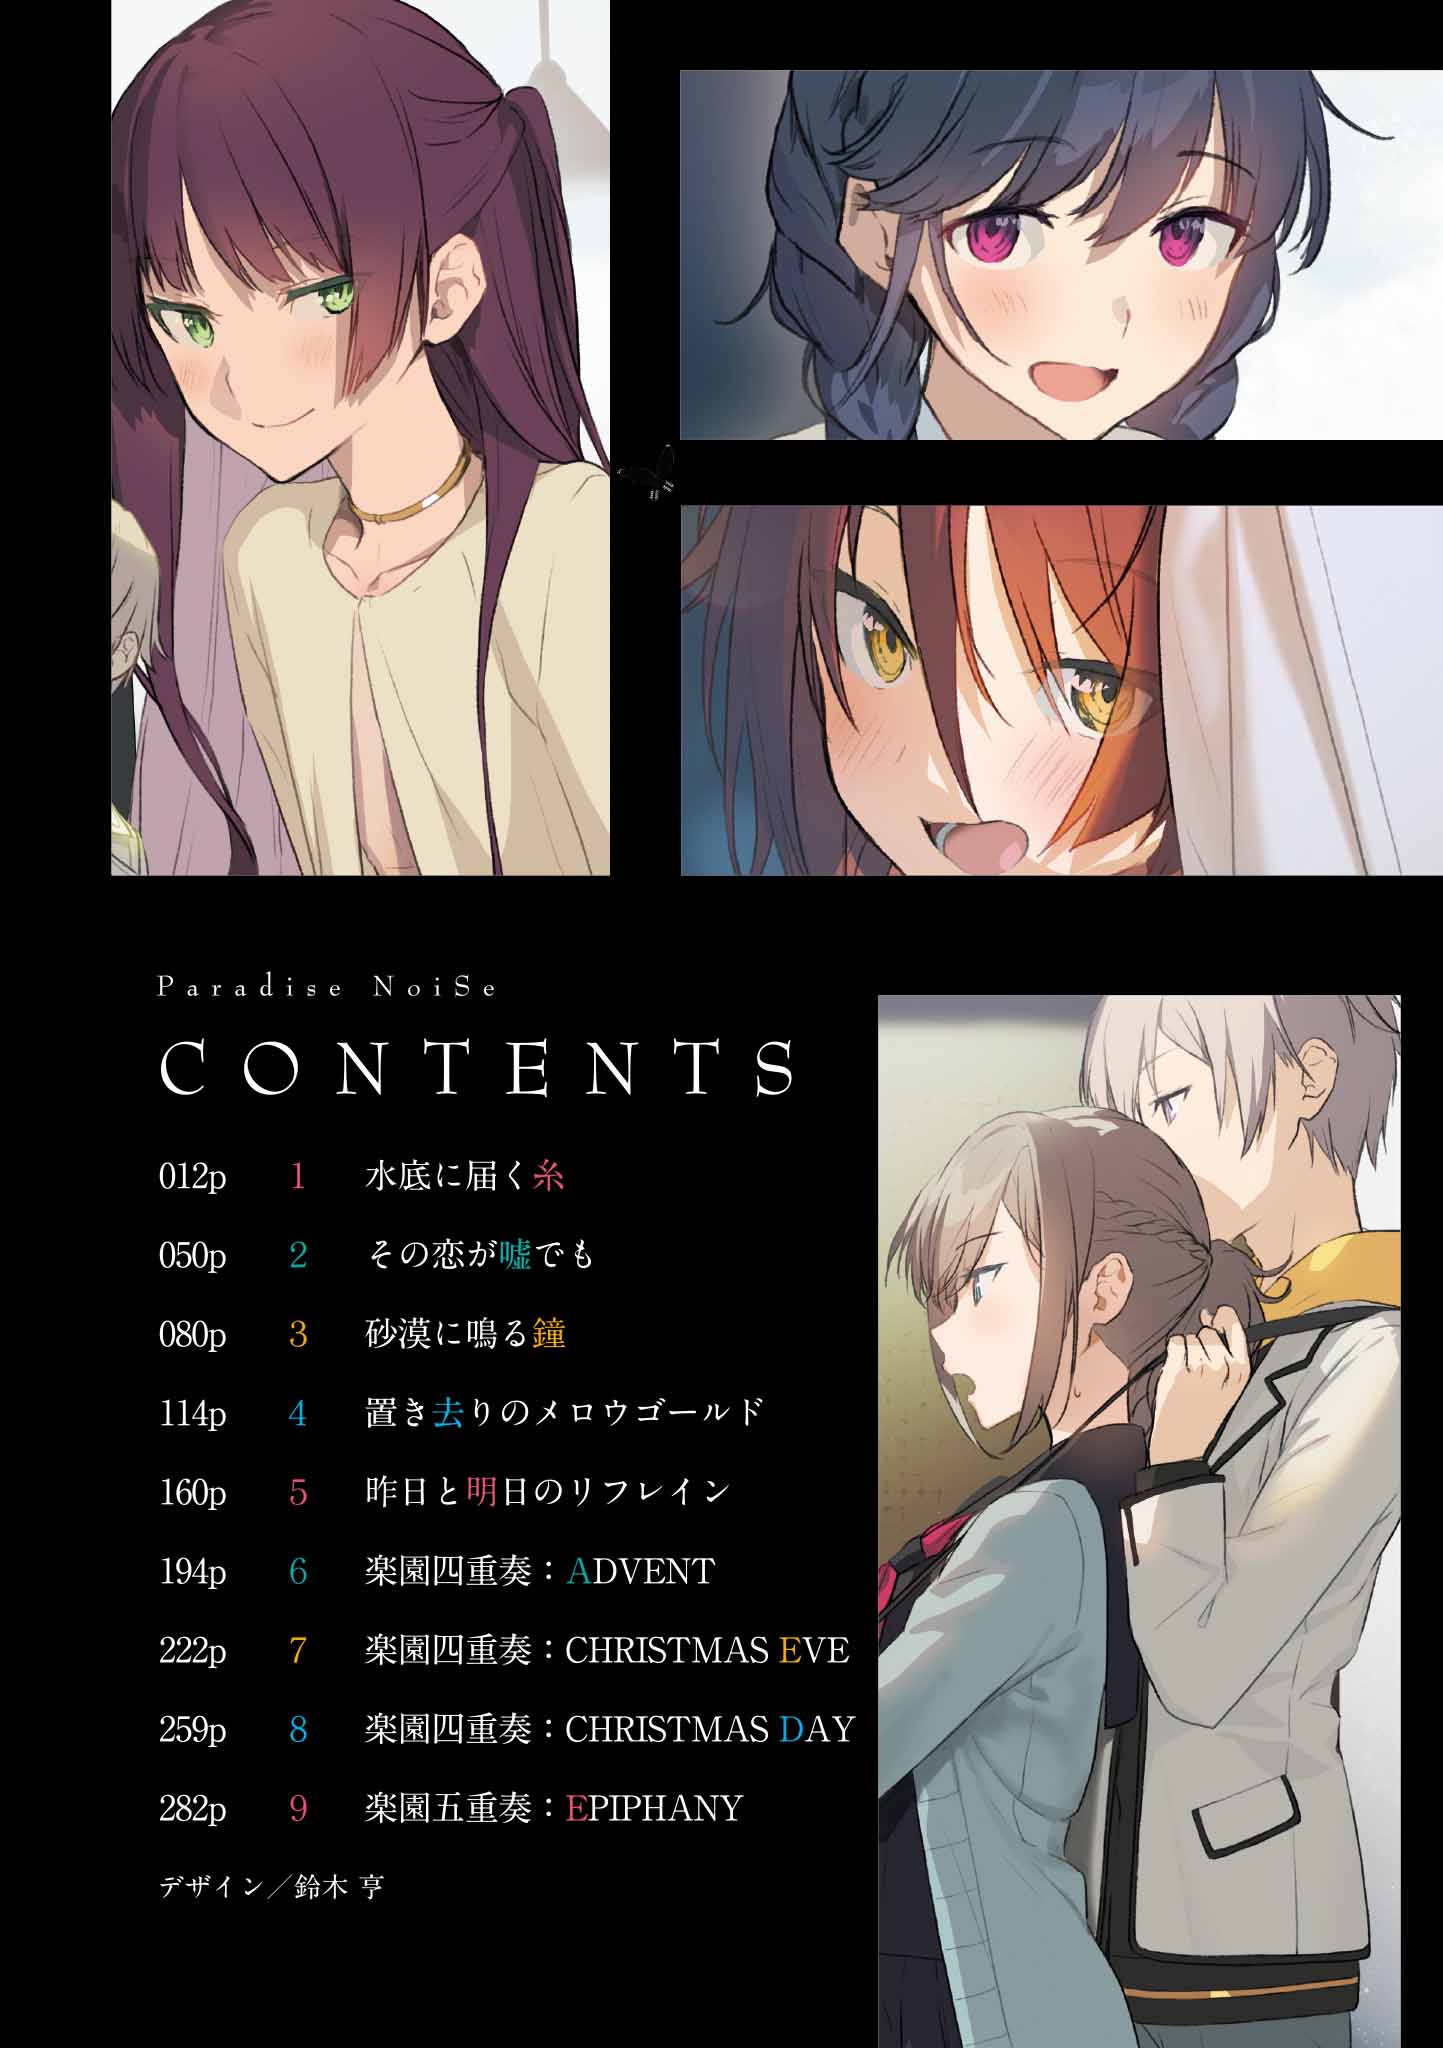 Paradise NoiSe
CONTENTS
012p 1 水底に届く糸
050p 2 その恋が嘘でも
080p 3 砂漠に鳴る鐘
114p 4 置き去りのメロウゴールド
160p 5 昨日と明日のリフレイン
194p 6 楽園四重奏：ADVENT
222p 7 楽園四重奏：CHRISTMAS EVE
259p 8 楽園四重奏：CHRISTMAS DAY
282p 9 楽園五重奏：EPIPHANY
デザイン／鈴木 亨